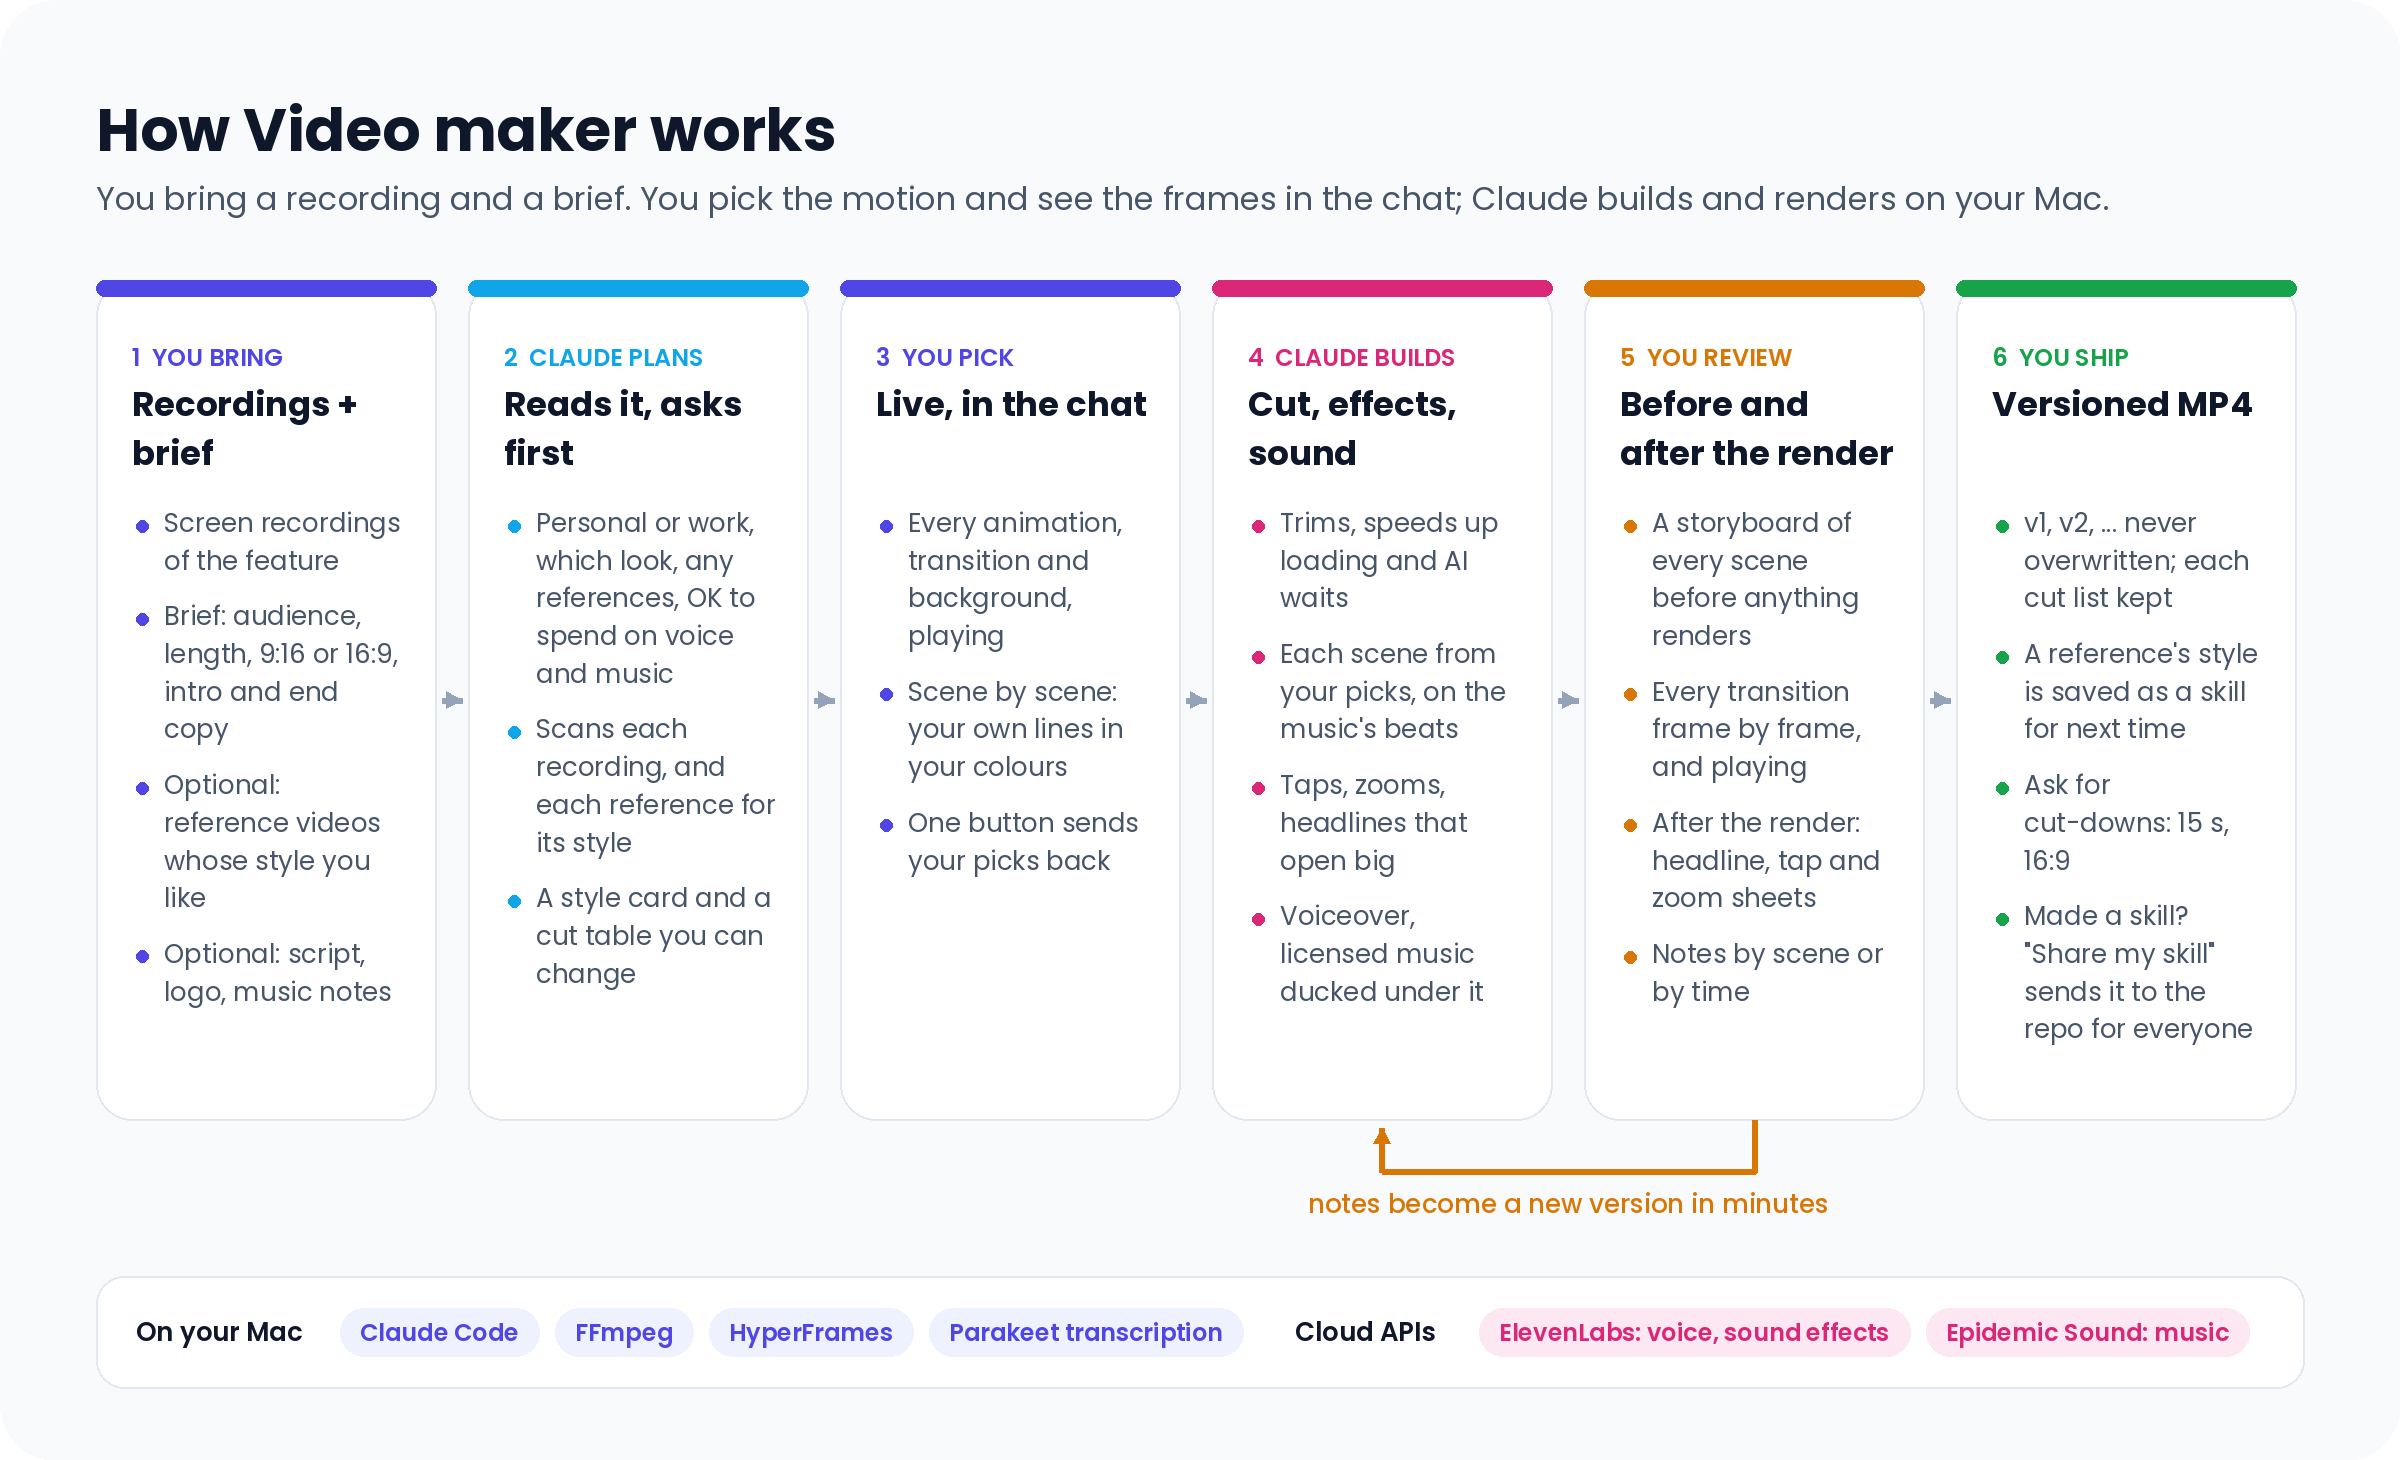 How Video maker works
You bring a recording and a brief. You pick the motion and see the frames in the chat; Claude builds and renders on your Mac.
1 YOU BRING
Recordings +
brief
Screen recordings
of the feature
Brief: audience,
length, 9:16 or 16:9,
intro and end
copy
Optional:
reference videos
whose style you
like
Optional: script,
logo, music notes
2 CLAUDE PLANS
Reads it, asks
first
Personal or work,
which look, any
references, OK to
spend on voice
and music
Scans each
recording, and
each reference for
its style
A style card and a
cut table you can
change
3 YOU PICK
Live, in the chat
Every animation,
transition and
background,
playing
Scene by scene:
your own lines in
your colours
One button sends
your picks back
4 CLAUDE BUILDS
Cut, effects,
sound
Trims, speeds up
loading and AI
waits
Each scene from
your picks, on the
music's beats
Taps, zooms,
headlines that
open big
Voiceover,
licensed music
ducked under it
5 YOU REVIEW
Before and
after the render
A storyboard of
every scene
before anything
renders
Every transition
frame by frame,
and playing
After the render:
headline, tap and
zoom sheets
Notes by scene or
by time
6 YOU SHIP
Versioned MP4
v1, v2, ... never
overwritten; each
cut list kept
A reference's style
is saved as a skill
for next time
Ask for
cut-downs: 15 s,
16:9
Made a skill?
"Share my skill"
sends it to the
repo for everyone
notes become a new version in minutes
On your Mac
Claude Code
FFmpeg
HyperFrames
Parakeet transcription
Cloud APIs
ElevenLabs: voice, sound effects
Epidemic Sound: music